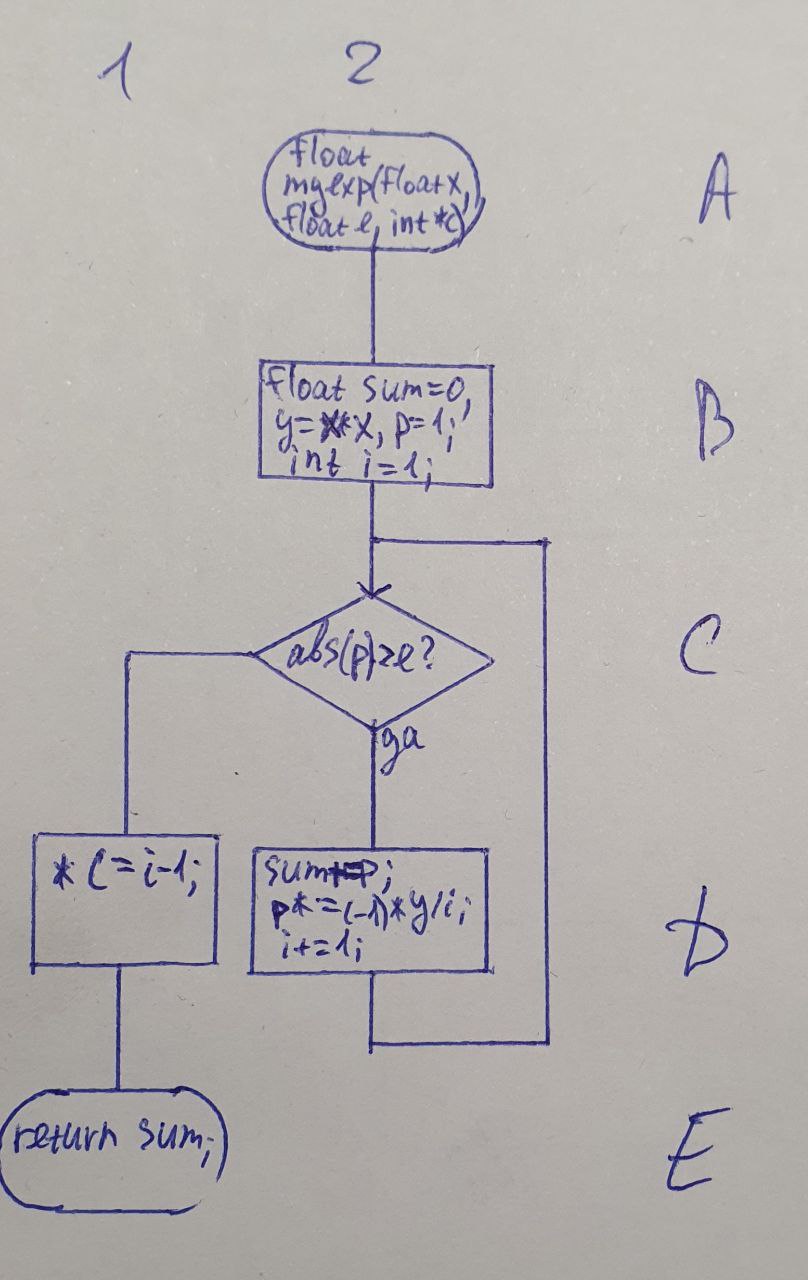 1 2
float
myexp(float x,
float e, int *c)
A
float sum=0,
y=x*x, p=1;
int i=1;
B
abs(p)≥e?
C
да
* c=i-1;
sum+=p;
p*=(-1)*y/i;
i+=1;
D
return sum;
E